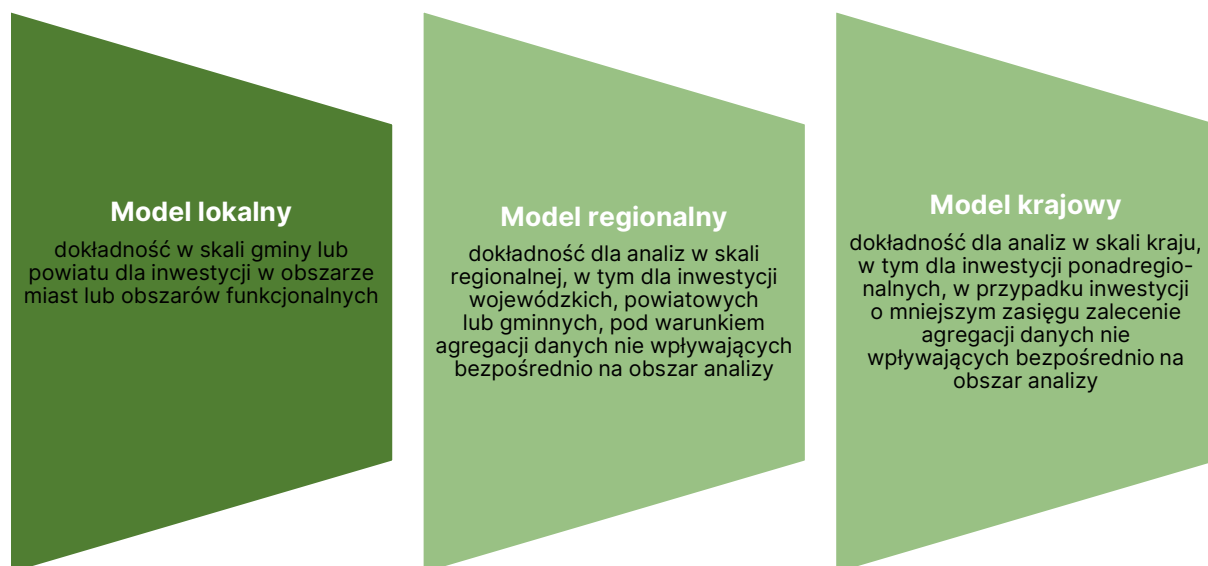 Model lokalny
dokładność w skali gminy lub
powiatu dla inwestycji w obszarze
miast lub obszarów funkcjonalnych
Model regionalny
dokładność dla analiz w skali
regionalnej, w tym dla inwestycji
wojewódzkich, powiatowych
lub gminnych, pod warunkiem
agregacji danych nie wpływających
bezpośrednio na obszar analizy
Model krajowy
dokładność dla analiz w skali kraju,
w tym dla inwestycji ponadregio-
nalnych, w przypadku inwestycji
o mniejszym zasięgu zalecenie
agregacji danych nie
wpływających bezpośrednio na
obszar analizy